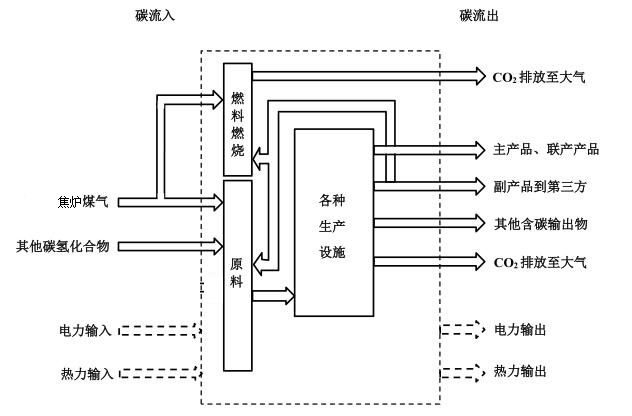 碳流入
碳流出
燃料燃烧
CO2 排放至大气
主产品、联产产品
各种
生产
设施
副产品到第三方
焦炉煤气
其他含碳输出物
其他碳氢化合物
原料
CO2 排放至大气
电力输入
电力输出
热力输入
热力输出